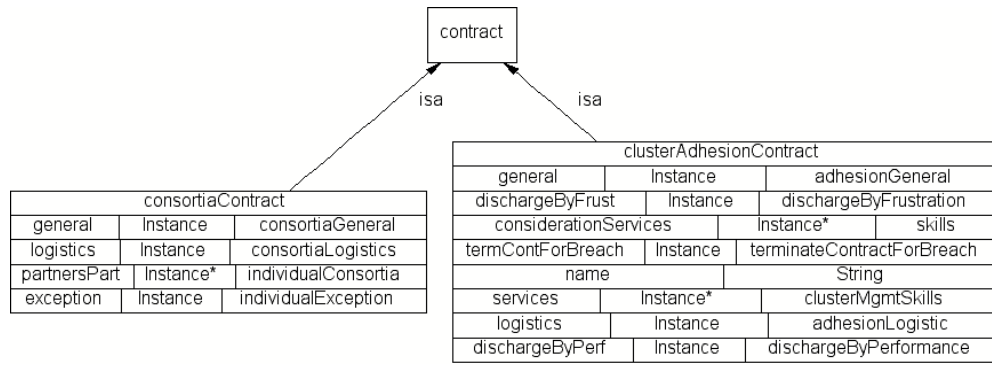 contract
isa isa
clusterAdhesionContract
general Instance adhesionGeneral
dischargeByFrust Instance dischargeByFrustration
considerationServices Instance* skills
termContForBreach Instance terminateContractForBreach
name String
services Instance* clusterMgmtSkills
logistics Instance adhesionLogistic
dischargeByPerf Instance dischargeByPerformance
consortiaContract
general Instance consortiaGeneral
logistics Instance consortiaLogistics
partnersPart Instance* individualConsortia
exception Instance individualException